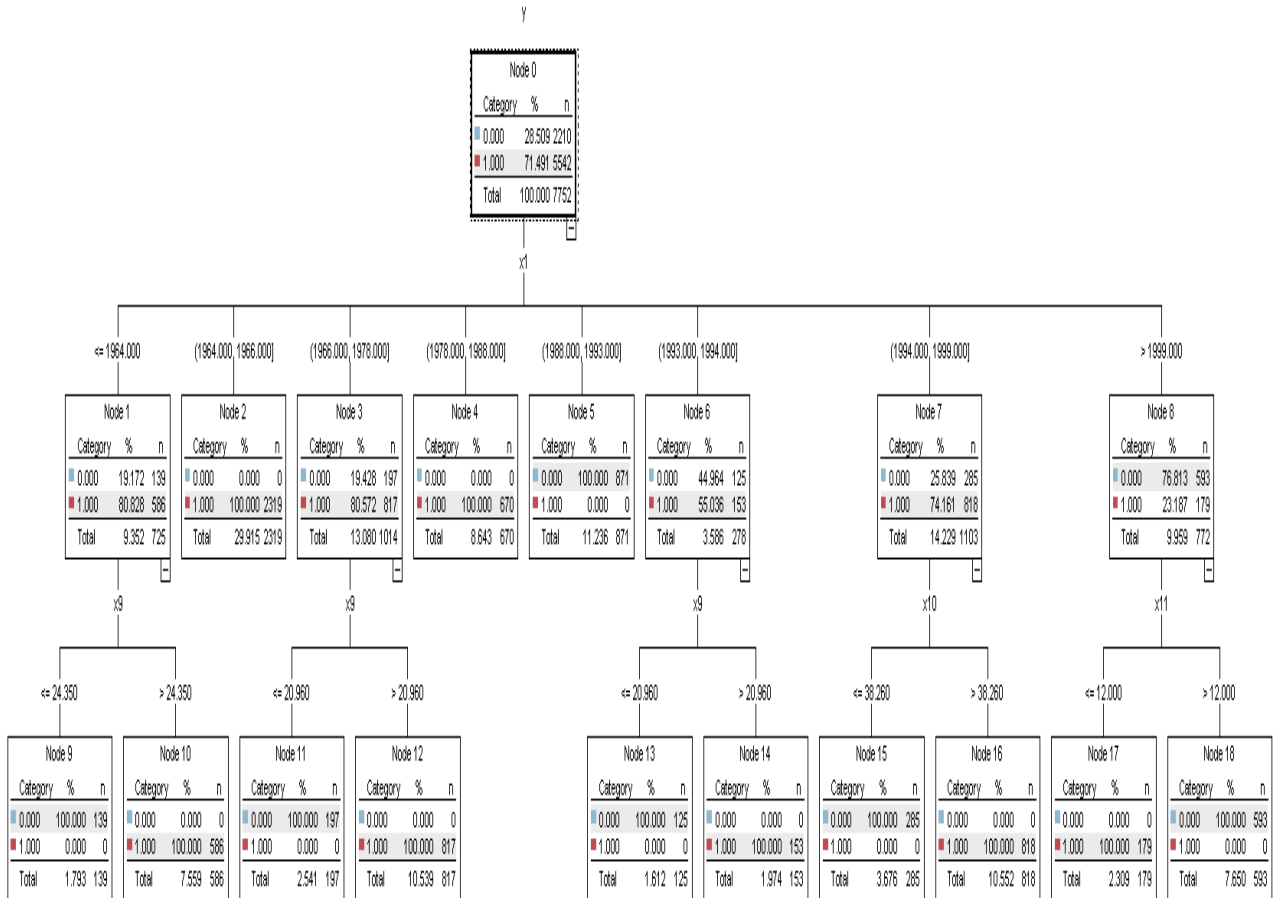 y
Node 0
Category % n
0.000 28.509 2210
1.000 71.491 5542
Total 100.000 7752
x1
<= 1964.000
(1964.000, 1966.000]
(1966.000, 1978.000]
(1978.000, 1988.000]
(1988.000, 1993.000]
(1993.000, 1994.000]
(1994.000, 1999.000]
> 1999.000
Node 1
Category % n
0.000 19.172 139
1.000 80.828 586
Total 9.352 725
Node 2
Category % n
0.000 0.000 0
1.000 100.000 2319
Total 29.915 2319
Node 3
Category % n
0.000 19.428 197
1.000 80.572 817
Total 13.080 1014
Node 4
Category % n
0.000 0.000 0
1.000 100.000 670
Total 8.643 670
Node 5
Category % n
0.000 100.000 871
1.000 0.000 0
Total 11.236 871
Node 6
Category % n
0.000 44.964 125
1.000 55.036 153
Total 3.586 278
Node 7
Category % n
0.000 25.839 285
1.000 74.161 818
Total 14.229 1103
Node 8
Category % n
0.000 76.813 593
1.000 23.187 179
Total 9.959 772
x9
x9
x9
x10
x11
<= 24.350
> 24.350
<= 20.960
> 20.960
<= 20.960
> 20.960
<= 38.260
> 38.260
<= 12.000
> 12.000
Node 9
Category % n
0.000 100.000 139
1.000 0.000 0
Total 1.793 139
Node 10
Category % n
0.000 0.000 0
1.000 100.000 586
Total 7.559 586
Node 11
Category % n
0.000 100.000 197
1.000 0.000 0
Total 2.541 197
Node 12
Category % n
0.000 0.000 0
1.000 100.000 817
Total 10.539 817
Node 13
Category % n
0.000 100.000 125
1.000 0.000 0
Total 1.612 125
Node 14
Category % n
0.000 0.000 0
1.000 100.000 153
Total 1.974 153
Node 15
Category % n
0.000 100.000 285
1.000 0.000 0
Total 3.676 285
Node 16
Category % n
0.000 0.000 0
1.000 100.000 818
Total 10.552 818
Node 17
Category % n
0.000 0.000 0
1.000 100.000 179
Total 2.309 179
Node 18
Category % n
0.000 100.000 593
1.000 0.000 0
Total 7.650 593